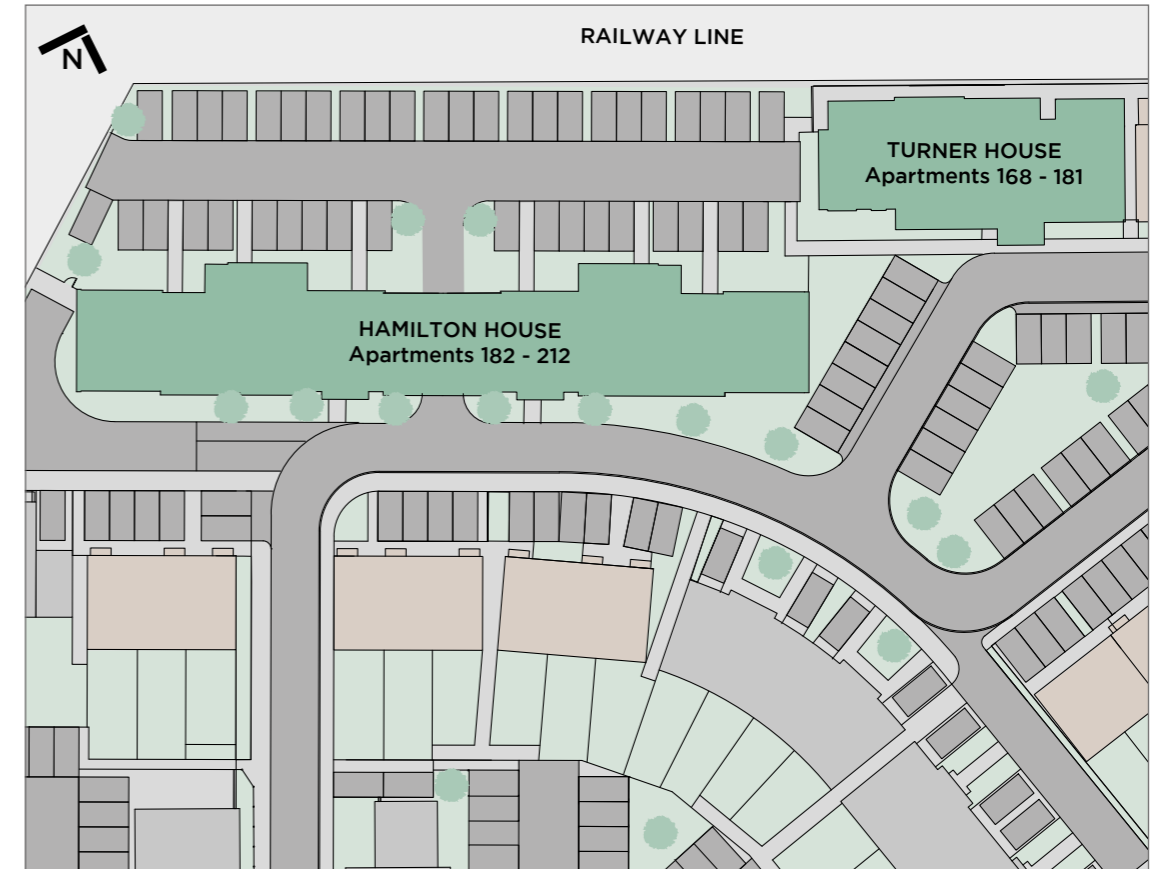 N
RAILWAY LINE
TURNER HOUSE
Apartments 168 - 181
HAMILTON HOUSE
Apartments 182 - 212